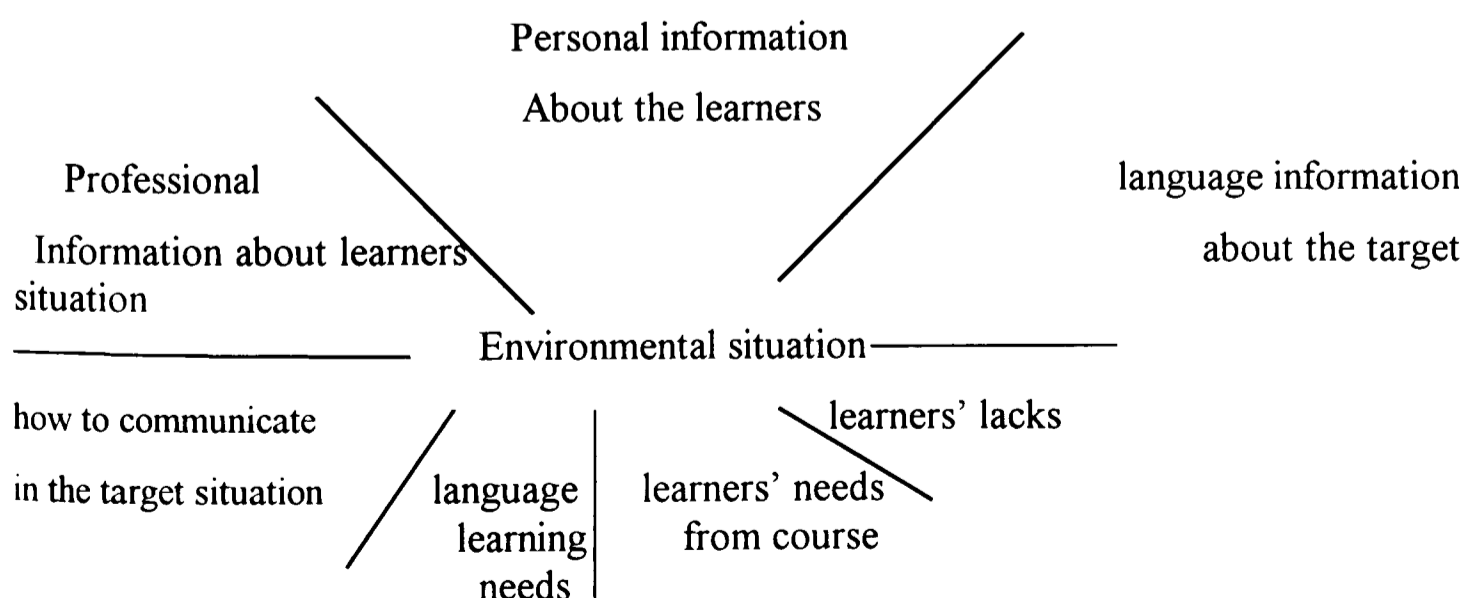 Personal information
About the learners
Professional
Information about learners
situation
language information
about the target
Environmental situation
how to communicate
in the target situation
language
learning
needs
learners’ needs
from course
learners’ lacks